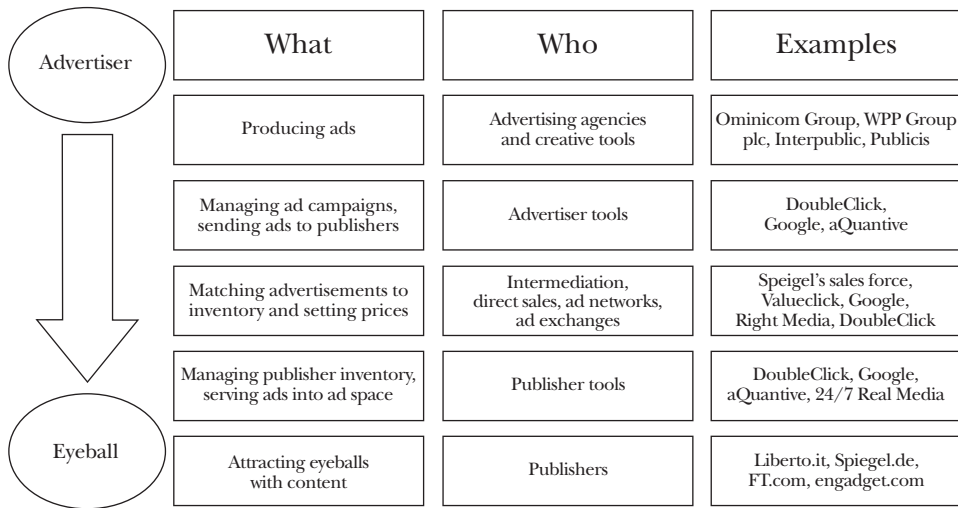 Advertiser
What
Who
Examples
Producing ads
Advertising agencies
and creative tools
Ominicom Group, WPP Group
plc, Interpublic, Publicis
Managing ad campaigns,
sending ads to publishers
Advertiser tools
DoubleClick,
Google, aQuantive
Matching advertisements to
inventory and setting prices
Intermediation,
direct sales, ad networks,
ad exchanges
Speigel's sales force,
Valueclick, Google,
Right Media, DoubleClick
Managing publisher inventory,
serving ads into ad space
Publisher tools
DoubleClick, Google,
aQuantive, 24/7 Real Media
Eyeball
Attracting eyeballs
with content
Publishers
Liberto.it, Spiegel.de,
FT.com, engadget.com